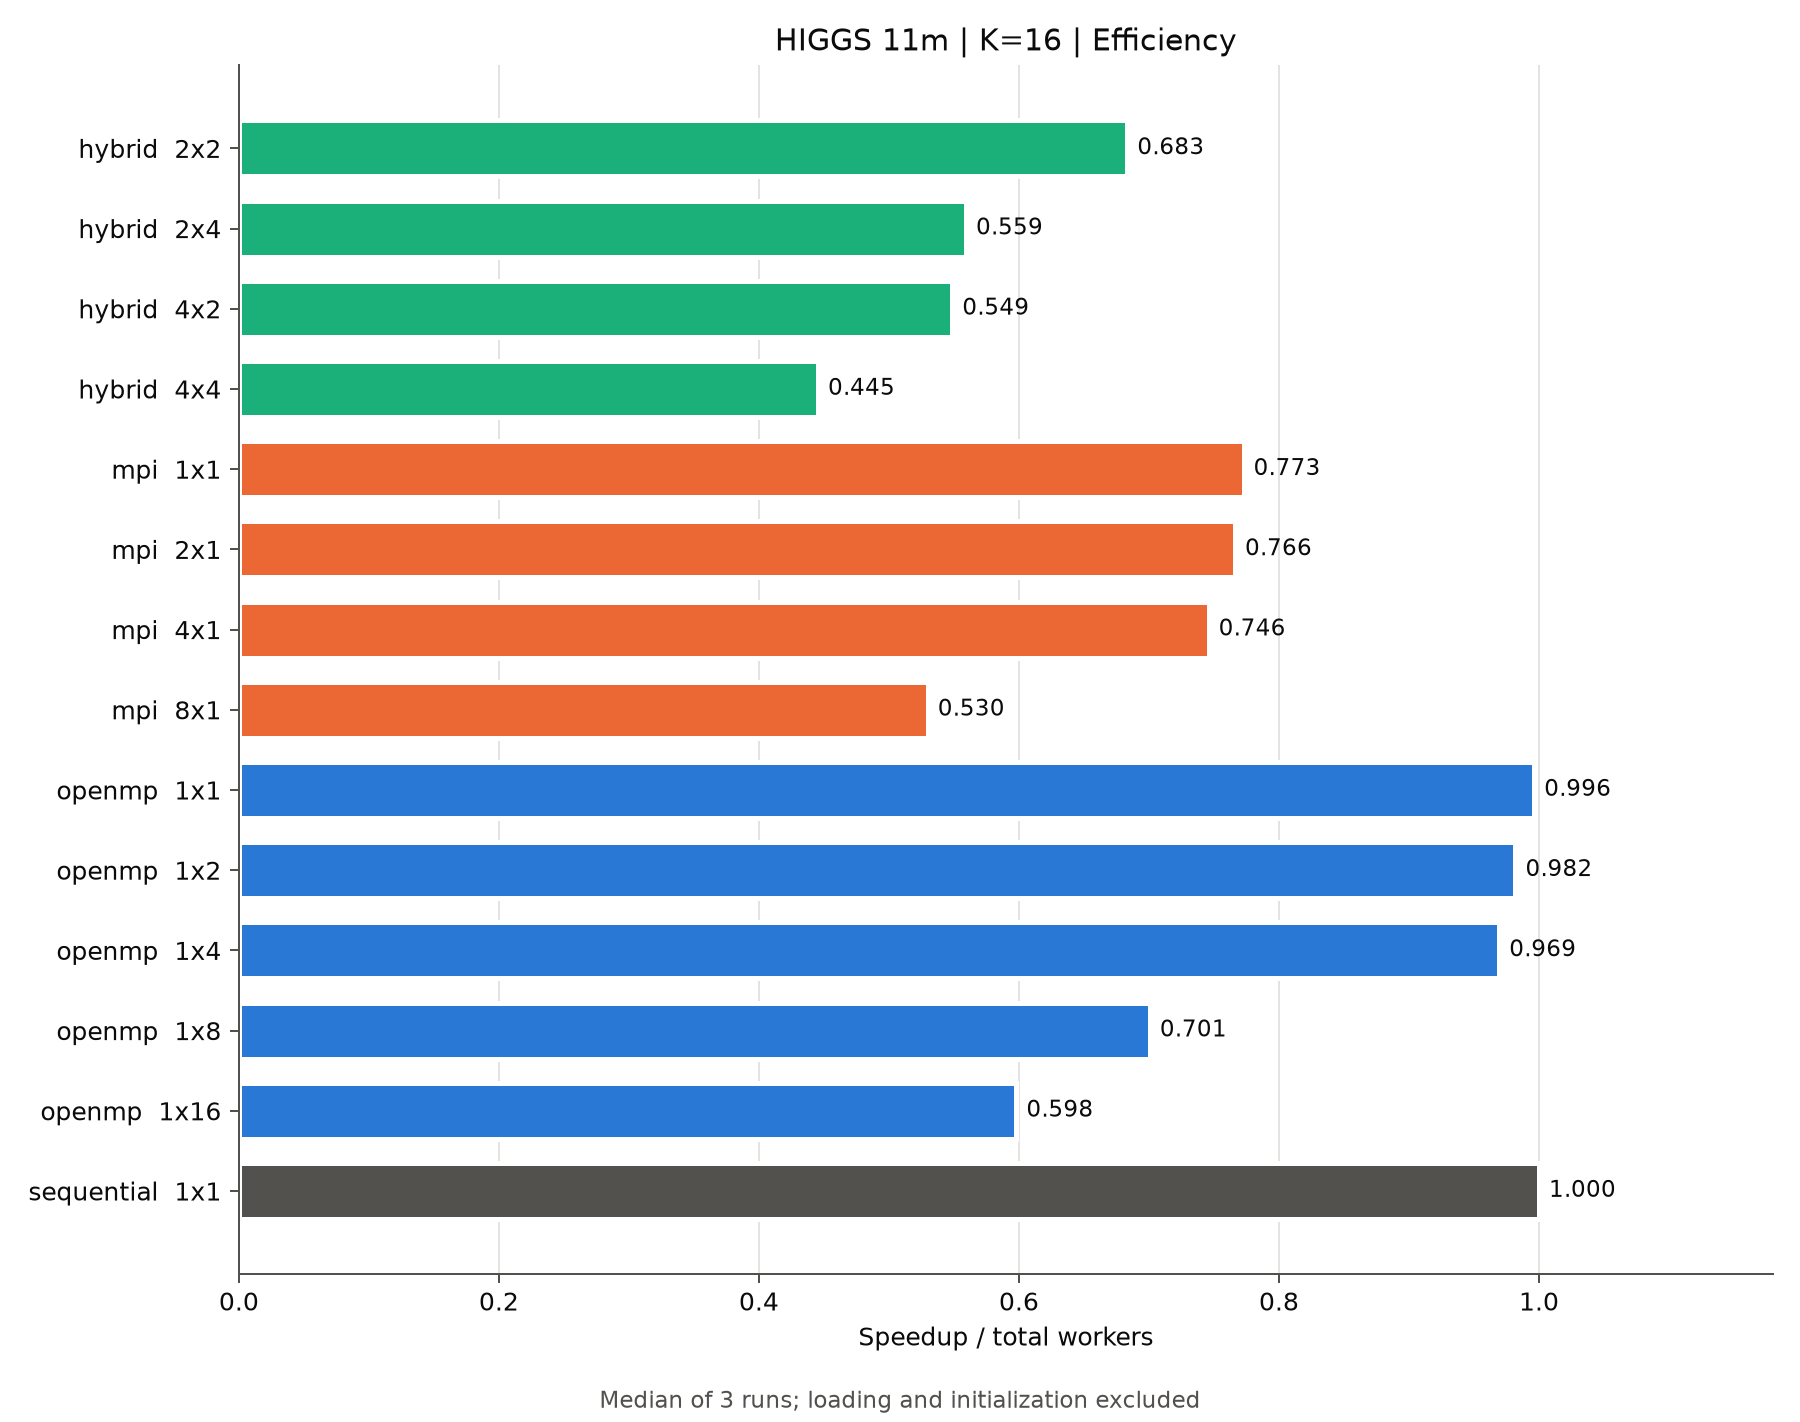 HIGGS 11m | K=16 | Efficiency
hybrid 2x2 0.683
hybrid 2x4 0.559
hybrid 4x2 0.549
hybrid 4x4 0.445
mpi 1x1 0.773
mpi 2x1 0.766
mpi 4x1 0.746
mpi 8x1 0.530
openmp 1x1 0.996
openmp 1x2 0.982
openmp 1x4 0.969
openmp 1x8 0.701
openmp 1x16 0.598
sequential 1x1 1.000
0.0 0.2 0.4 0.6 0.8 1.0
Speedup / total workers
Median of 3 runs; loading and initialization excluded